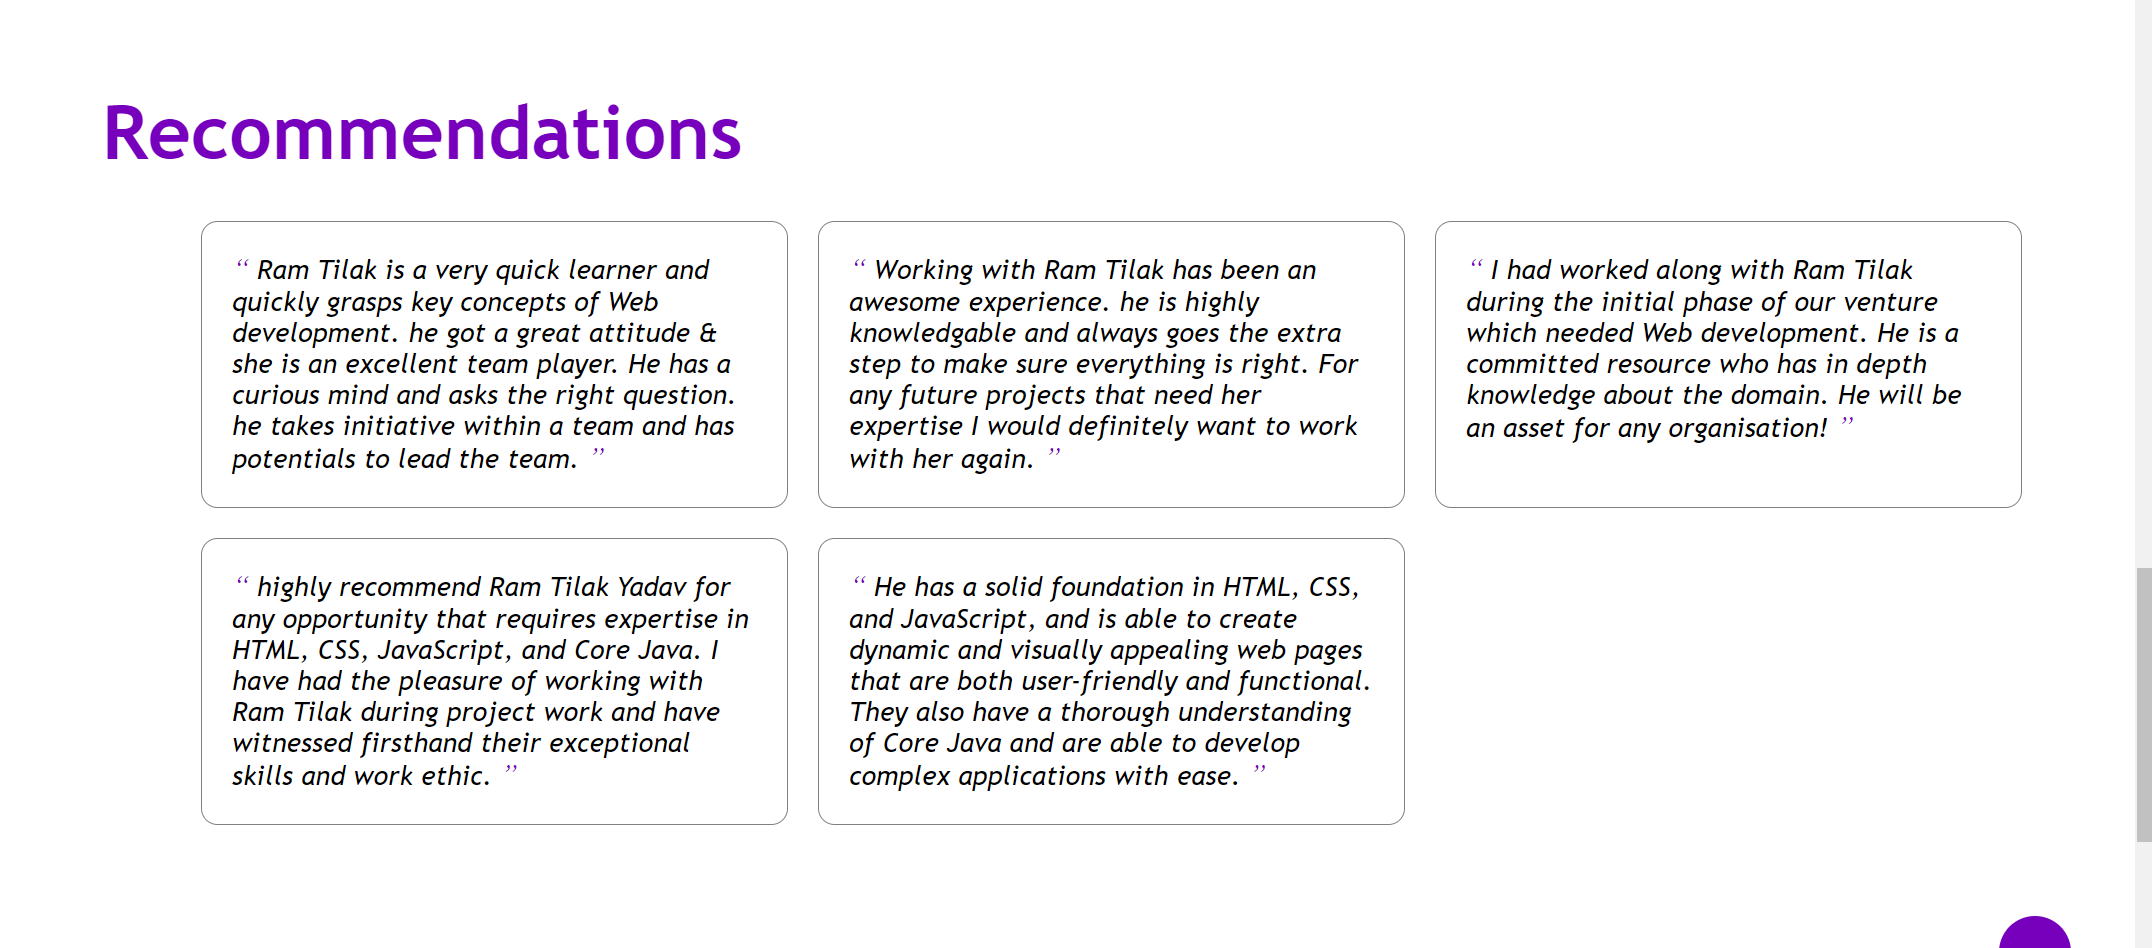 Recommendations
“ Ram Tilak is a very quick learner and
quickly grasps key concepts of Web
development. he got a great attitude &
she is an excellent team player. He has a
curious mind and asks the right question.
he takes initiative within a team and has
potentials to lead the team. ”
“ Working with Ram Tilak has been an
awesome experience. he is highly
knowledgable and always goes the extra
step to make sure everything is right. For
any future projects that need her
expertise I would definitely want to work
with her again. ”
“ I had worked along with Ram Tilak
during the initial phase of our venture
which needed Web development. He is a
committed resource who has in depth
knowledge about the domain. He will be
an asset for any organisation! ”
“ highly recommend Ram Tilak Yadav for
any opportunity that requires expertise in
HTML, CSS, JavaScript, and Core Java. I
have had the pleasure of working with
Ram Tilak during project work and have
witnessed firsthand their exceptional
skills and work ethic. ”
“ He has a solid foundation in HTML, CSS,
and JavaScript, and is able to create
dynamic and visually appealing web pages
that are both user-friendly and functional.
They also have a thorough understanding
of Core Java and are able to develop
complex applications with ease. ”